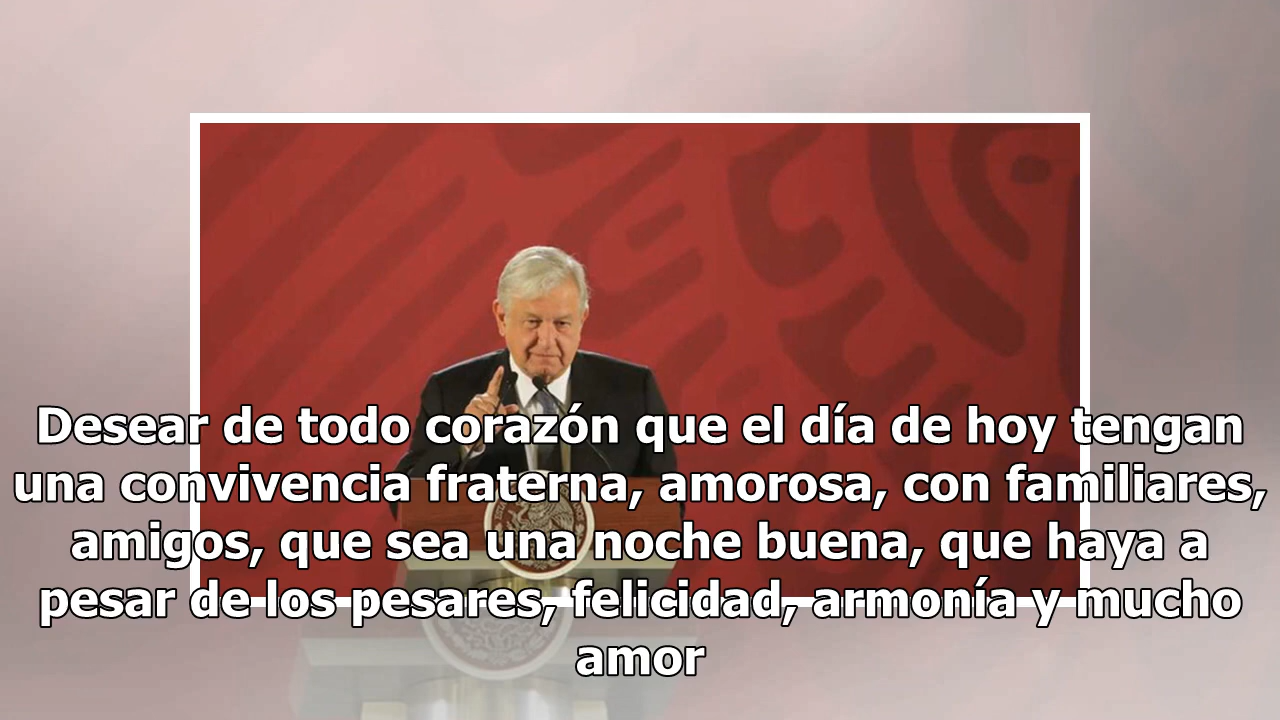 Desear de todo corazón que el día de hoy tengan
una convivencia fraterna, amorosa, con familiares,
amigos, que sea una noche buena, que haya a
pesar de los pesares, felicidad, armonía y mucho
amor